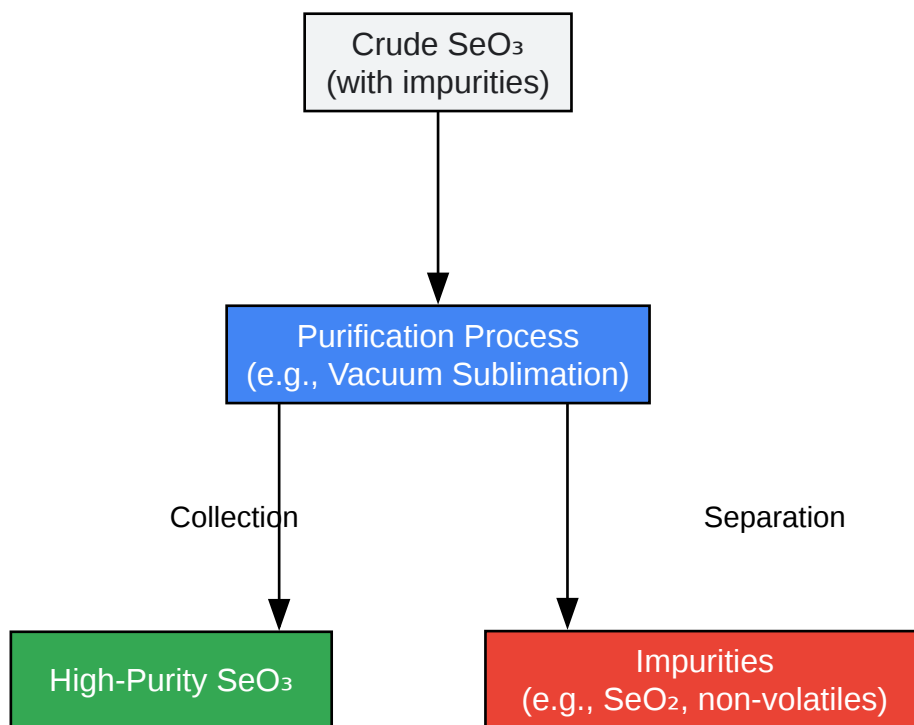 Crude SeO₃
(with impurities)
Purification Process
(e.g., Vacuum Sublimation)
Collection
Separation
High-Purity SeO₃
Impurities
(e.g., SeO₂, non-volatiles)